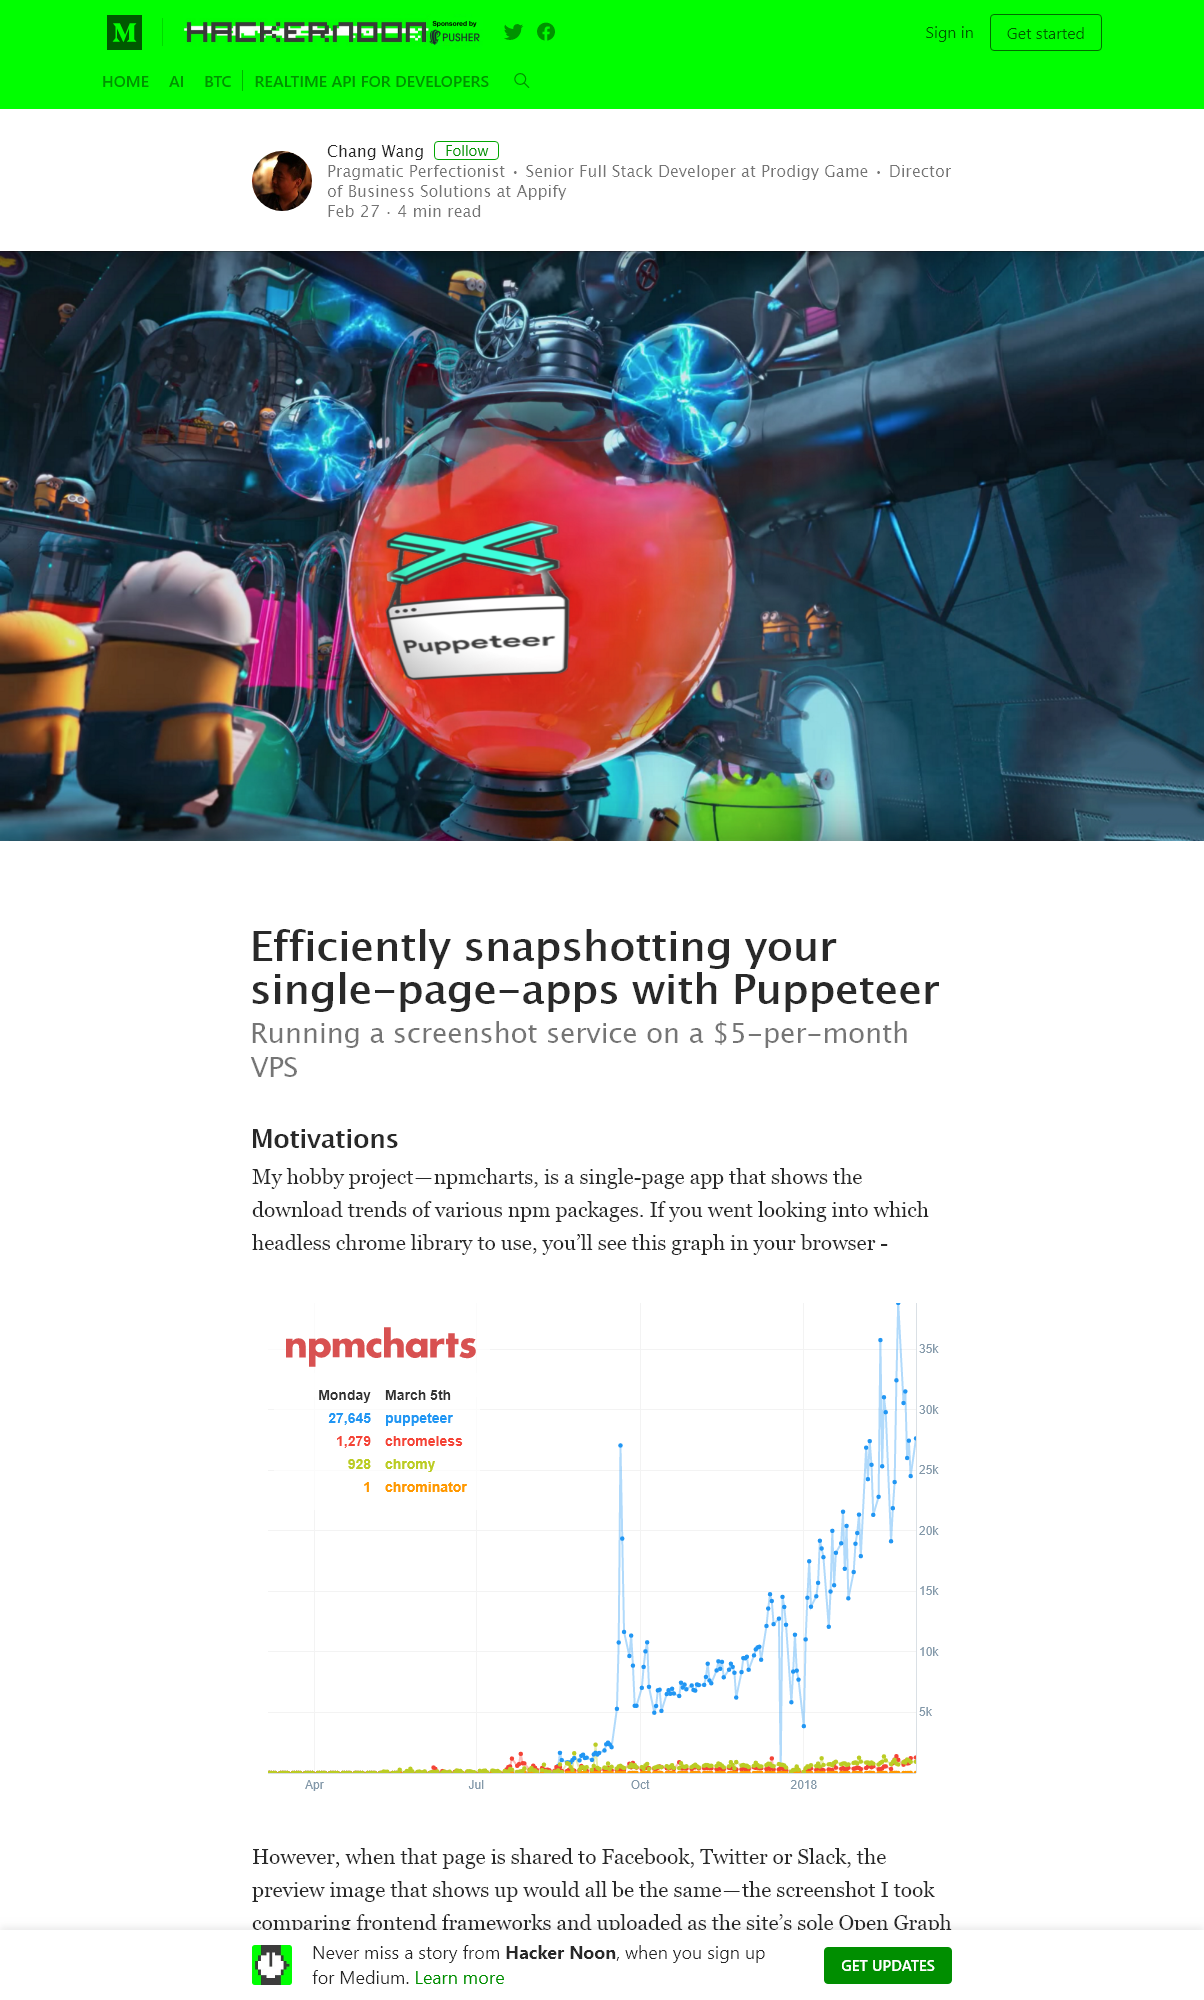 M
HACKERNOON
Sponsored by
PUSHER
Sign in
Get started
HOME
AI
BTC
REALTIME API FOR DEVELOPERS
Chang Wang
Follow
Pragmatic Perfectionist • Senior Full Stack Developer at Prodigy Game • Director
of Business Solutions at Appify
Feb 27 · 4 min read
Puppeteer
Efficiently snapshotting your
single-page-apps with Puppeteer
Running a screenshot service on a $5-per-month
VPS
Motivations
My hobby project—npmcharts, is a single-page app that shows the
download trends of various npm packages. If you went looking into which
headless chrome library to use, you’ll see this graph in your browser -
npmcharts
Monday March 5th
27,645 puppeteer
1,279 chromeless
928 chromy
1 chrominator
35k
30k
25k
20k
15k
10k
5k
Apr
Jul
Oct
2018
However, when that page is shared to Facebook, Twitter or Slack, the
preview image that shows up would all be the same—the screenshot I took
comparing frontend frameworks and uploaded as the site’s sole Open Graph
Never miss a story from Hacker Noon, when you sign up
for Medium. Learn more
GET UPDATES